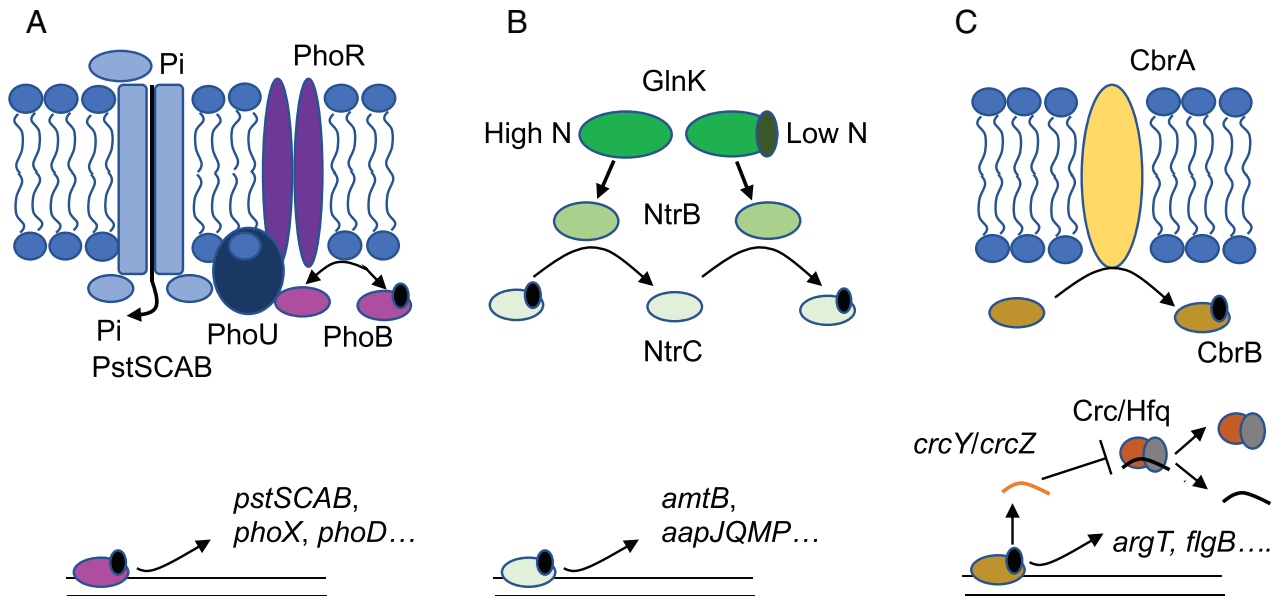 A
Pi
PhoR
Pi
PhoU
PhoB
PstSCAB
pstSCAB,
phoX, phoD…
B
GlnK
High N
Low N
NtrB
NtrC
amtB,
aapJQMP…
C
CbrA
CbrB
Crc/Hfq
crcY/crcZ
argT, flgB….